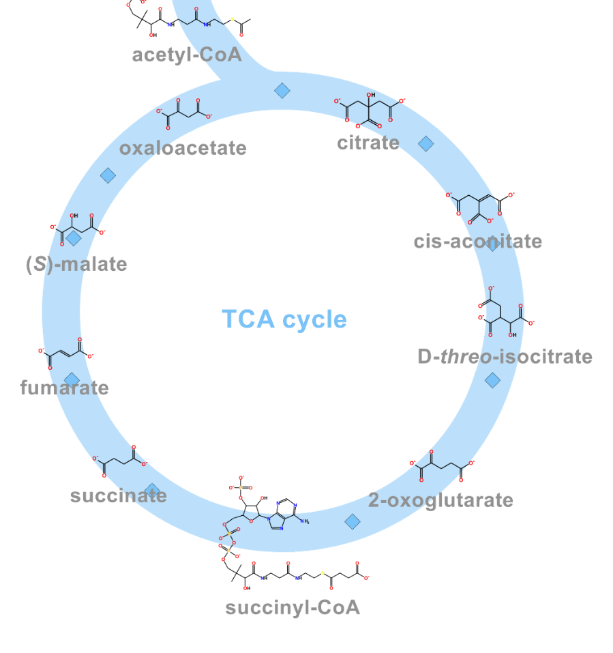 acetyl-CoA
oxaloacetate
citrate
cis-aconitate
(S)-malate
TCA cycle
D-threo-isocitrate
fumarate
succinate
2-oxoglutarate
succinyl-CoA